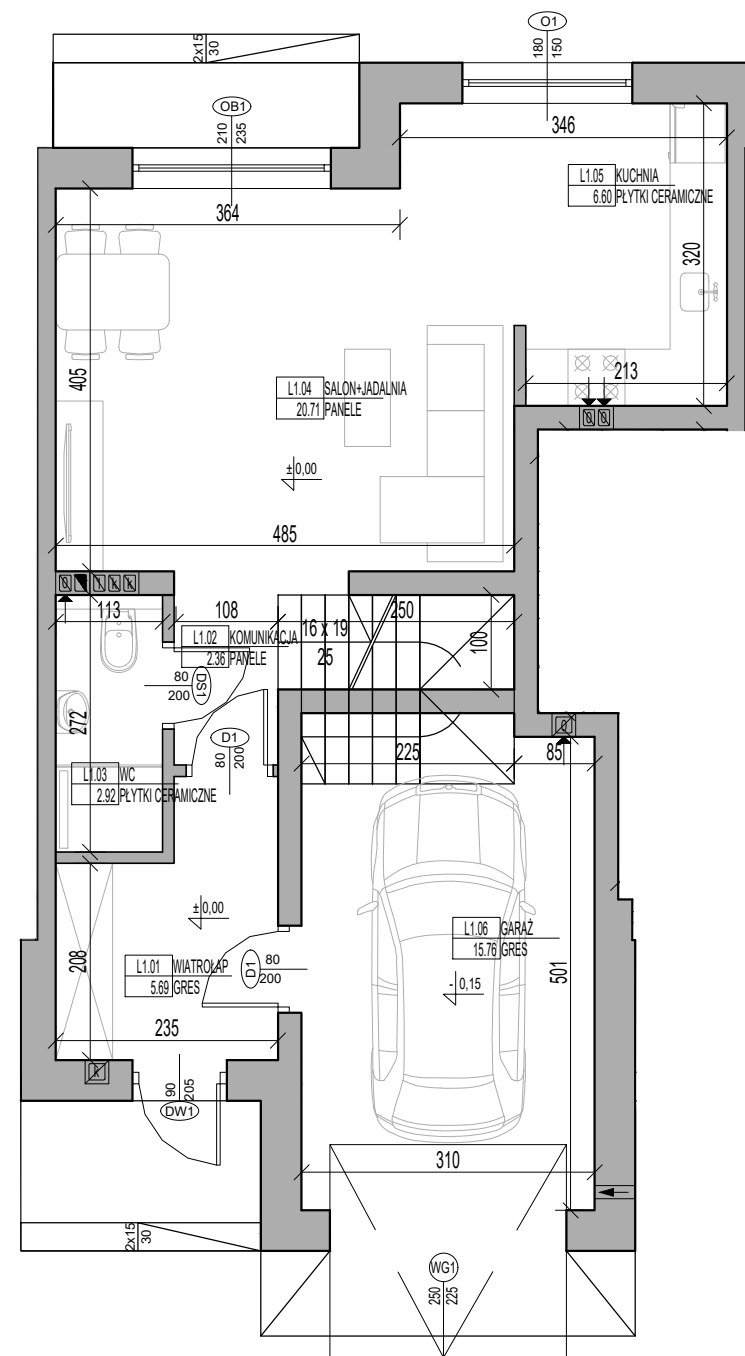 O1
180
150
2x15
30
OB1
210
235
346
L1.05 KUCHNIA
6.60 PŁYTKI CERAMICZNE
364
320
405
213
L1.04 SALON+JADALNIA
20.71 PANELE
± 0,00
485
113
108
250
16 x 19
25
100
L1.02 KOMUNIKACJA
2.36 PANELE
80
200
DS1
272
D1
80
200
225
85
L1.03 WC
2.92 PŁYTKI CERAMICZNE
± 0,00
L1.06 GARAŻ
15.76 GRES
208
L1.01 WIATROŁAP
5.69 GRES
D1
80
200
- 0,15
501
235
90
205
DW1
310
2x15
30
WG1
250
225